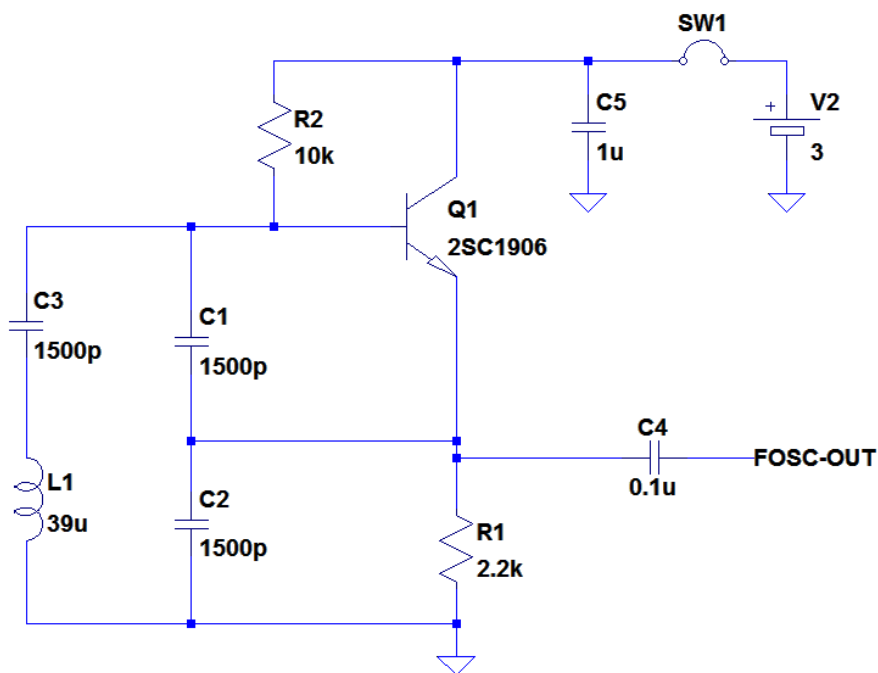 SW1
R2
10k
C5
1u
+
V2
3
Q1
2SC1906
C3
1500p
C1
1500p
C4
0.1u
FOSC-OUT
L1
39u
C2
1500p
R1
2.2k